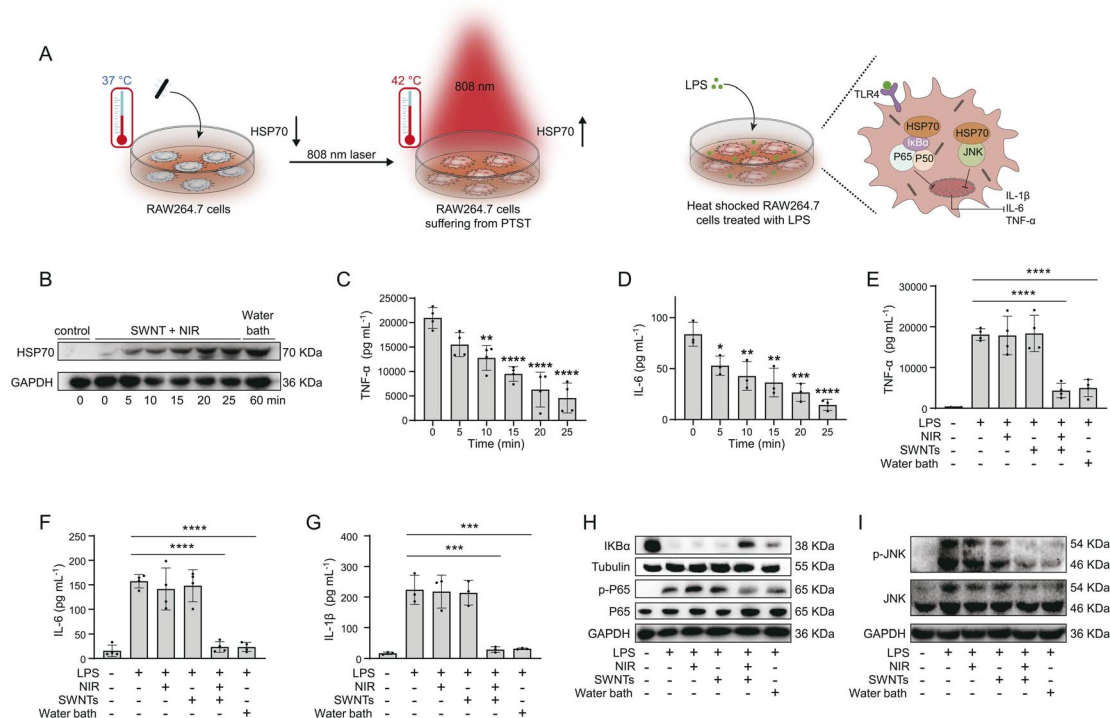 A
37 °C
42 °C
808 nm
HSP70
808 nm laser
HSP70
RAW264.7 cells
RAW264.7 cells
suffering from PTST
LPS
Heat shocked RAW264.7
cells treated with LPS
TLR4
HSP70 HSP70
IκBα
P65 P50 JNK
IL-1β
IL-6
TNF-α
B
control SWNT + NIR Water
bath
HSP70 70 KDa
GAPDH 36 KDa
0 0 5 10 15 20 25 60 min
C
TNF-α (pg mL⁻¹)
25000
20000
15000
10000
5000
0
** **** **** ****
0 5 10 15 20 25
Time (min)
D
IL-6 (pg mL⁻¹)
100
50
0
* ** ** *** ****
0 5 10 15 20 25
Time (min)
E
TNF-α (pg mL⁻¹)
30000
20000
10000
0
****
****
LPS - + + + + +
NIR - - + - + -
SWNTs - - - + + -
Water bath - - - - - +
F
IL-6 (pg mL⁻¹)
250
200
150
100
50
0
****
****
LPS - + + + + +
NIR - - + - + -
SWNTs - - - + + -
Water bath - - - - - +
G
IL-1β (pg mL⁻¹)
400
300
200
100
0
***
***
LPS - + + + + +
NIR - - + - + -
SWNTs - - - + + -
Water bath - - - - - +
H
IKBα 38 KDa
Tubulin 55 KDa
p-P65 65 KDa
P65 65 KDa
GAPDH 36 KDa
LPS - + + + + +
NIR - - + - + -
SWNTs - - - + + -
Water bath - - - - - +
I
p-JNK 54 KDa
46 KDa
JNK 54 KDa
46 KDa
GAPDH 36 KDa
LPS - + + + + +
NIR - - + - + -
SWNTs - - - + + -
Water bath - - - - - +